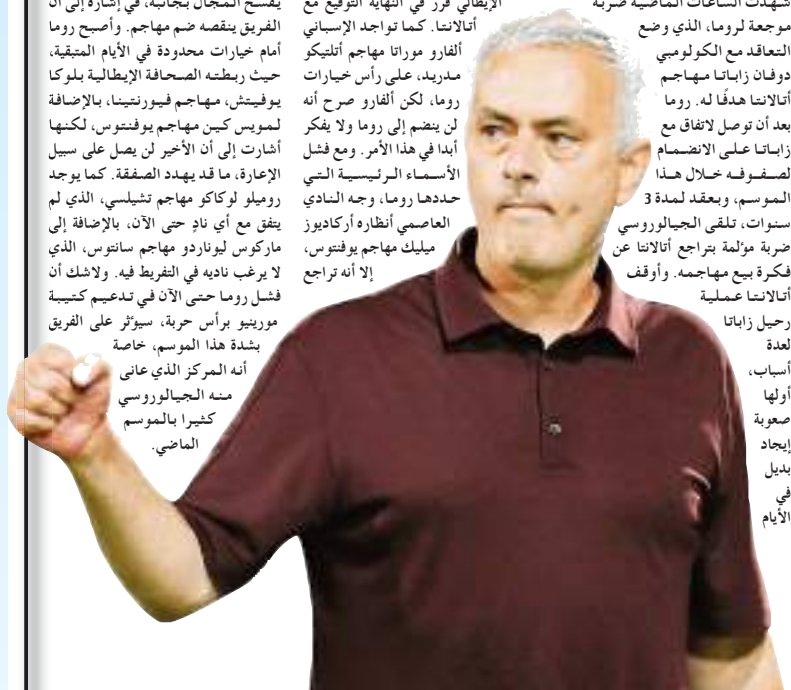 شهدت الساعات الماضية ضربة
موجعة لروما، الذي وضع
التعاقد مع الكولومبي
دوفان زاباتا مهاجم
أتالانتا هدفًا له. روما
بعد أن توصل لاتفاق مع
زاباتا على الانضمام
لصفوفه خلال هذا
الموسم، وبعقد لمدة 3
سنوات، تلقى الجيالوروسي
ضربة مؤلمة بتراجع أتالانتا عن
فكرة بيع مهاجمه. وأوقف
أتالانتا عملية
رحيل زاباتا
لعدة
أسباب،
أولها
صعوبة
إيجاد
بديل
في
الأيام
الإيطالي قرر في النهاية التوقيع مع
أتالانتا. كما تواجد الإسباني
ألفارو موراتا مهاجم أتلتيكو
مدريد، على رأس خيارات
روما، لكن ألفارو صرح أنه
لن ينضم إلى روما ولا يفكر
أبدا في هذا الأمر. ومع فشل
الأسماء الرئيسية التي
حددها روما، وجه النادي
العاصمي أنظاره أركاديوز
ميليك مهاجم يوفنتوس،
إلا أنه تراجع
يفسح المجال بجانبه، في إشارة إلى أن
الفريق ينقصه ضم مهاجم. وأصبح روما
أمام خيارات محدودة في الأيام المتبقية،
حيث ربطته الصحافة الإيطالية بلوكا
يوفيتش، مهاجم فيورنتينا، بالإضافة
لمويس كين مهاجم يوفنتوس، لكنها
أشارت إلى أن الأخير لن يصل على سبيل
الإعارة، ما قد يهدد الصفقة. كما يوجد
روميلو لوكاكو مهاجم تشيلسي، الذي لم
يتفق مع أي نادٍ حتى الآن، بالإضافة إلى
ماركوس ليوناردو مهاجم سانتوس، الذي
لا يرغب ناديه في التفريط فيه. ولاشك أن
فشل روما حتى الآن في تدعيم كتيبة
مورينيو برأس حربة، سيؤثر على الفريق
بشدة هذا الموسم، خاصة
أنه المركز الذي عانى
منه الجيالوروسي
كثيرا بالموسم
الماضي.